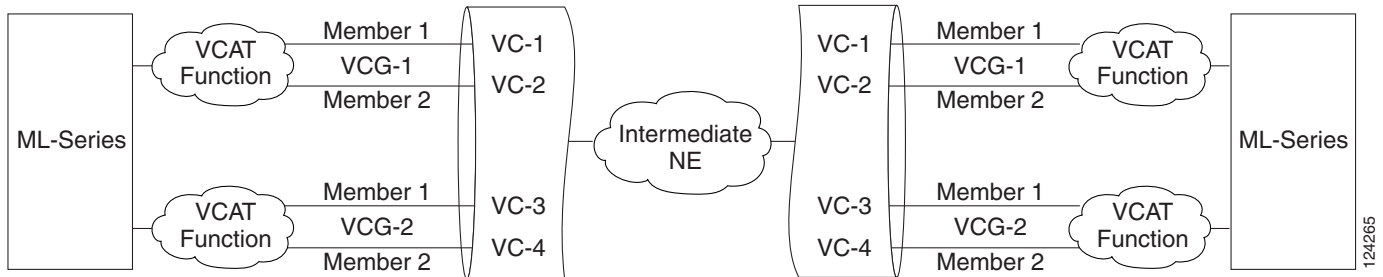 ML-Series
VCAT
Function
Member 1
VCG-1
Member 2
VC-1
VC-2
VCAT
Function
Member 1
VCG-2
Member 2
VC-3
VC-4
Intermediate
NE
VC-1
VC-2
Member 1
VCG-1
Member 2
VCAT
Function
VC-3
VC-4
Member 1
VCG-2
Member 2
VCAT
Function
ML-Series
124265